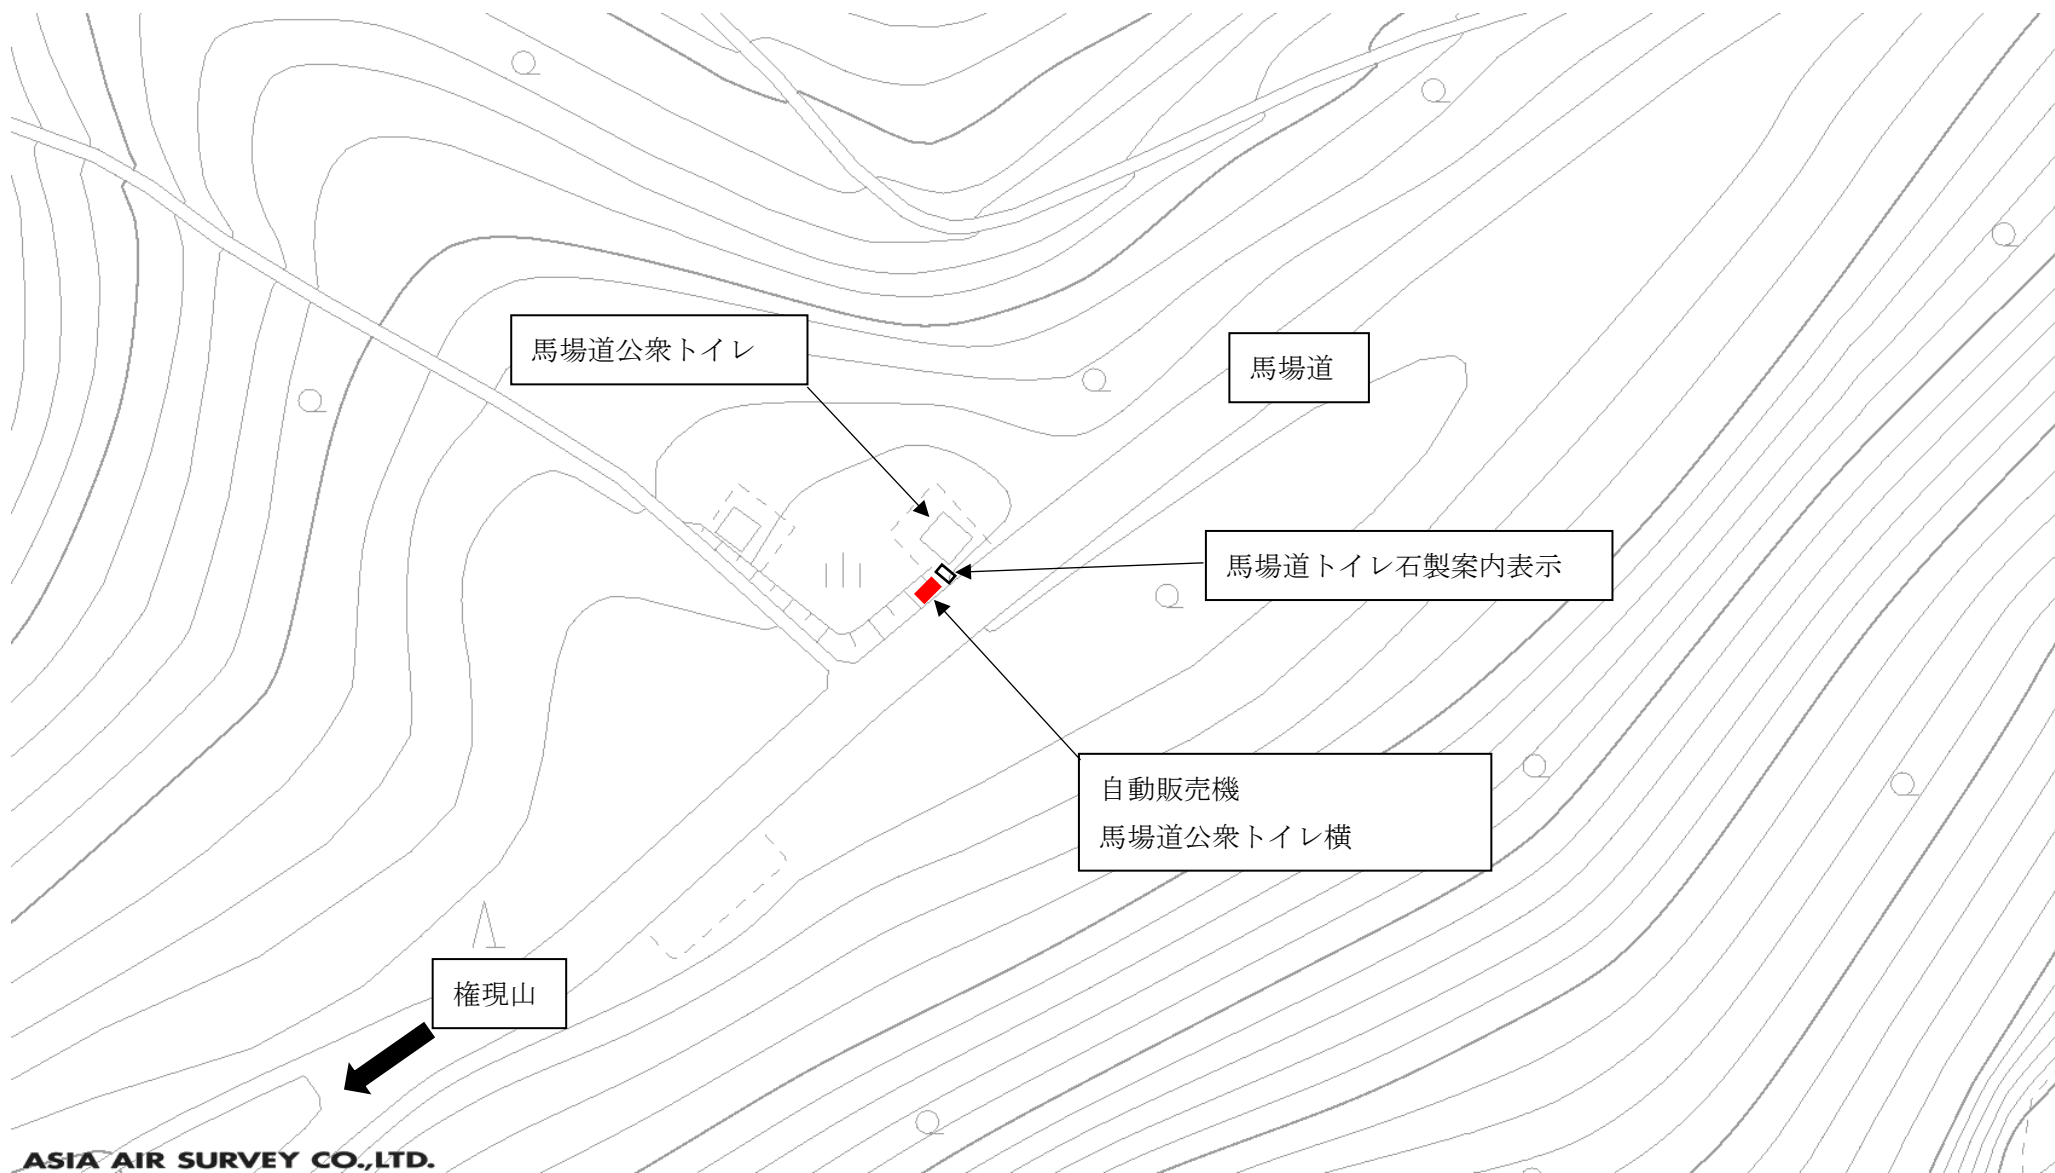 馬場道公衆トイレ
馬場道
馬場道トイレ石製案内表示
自動販売機
馬場道公衆トイレ横
権現山
ASIA AIR SURVEY CO.,LTD.